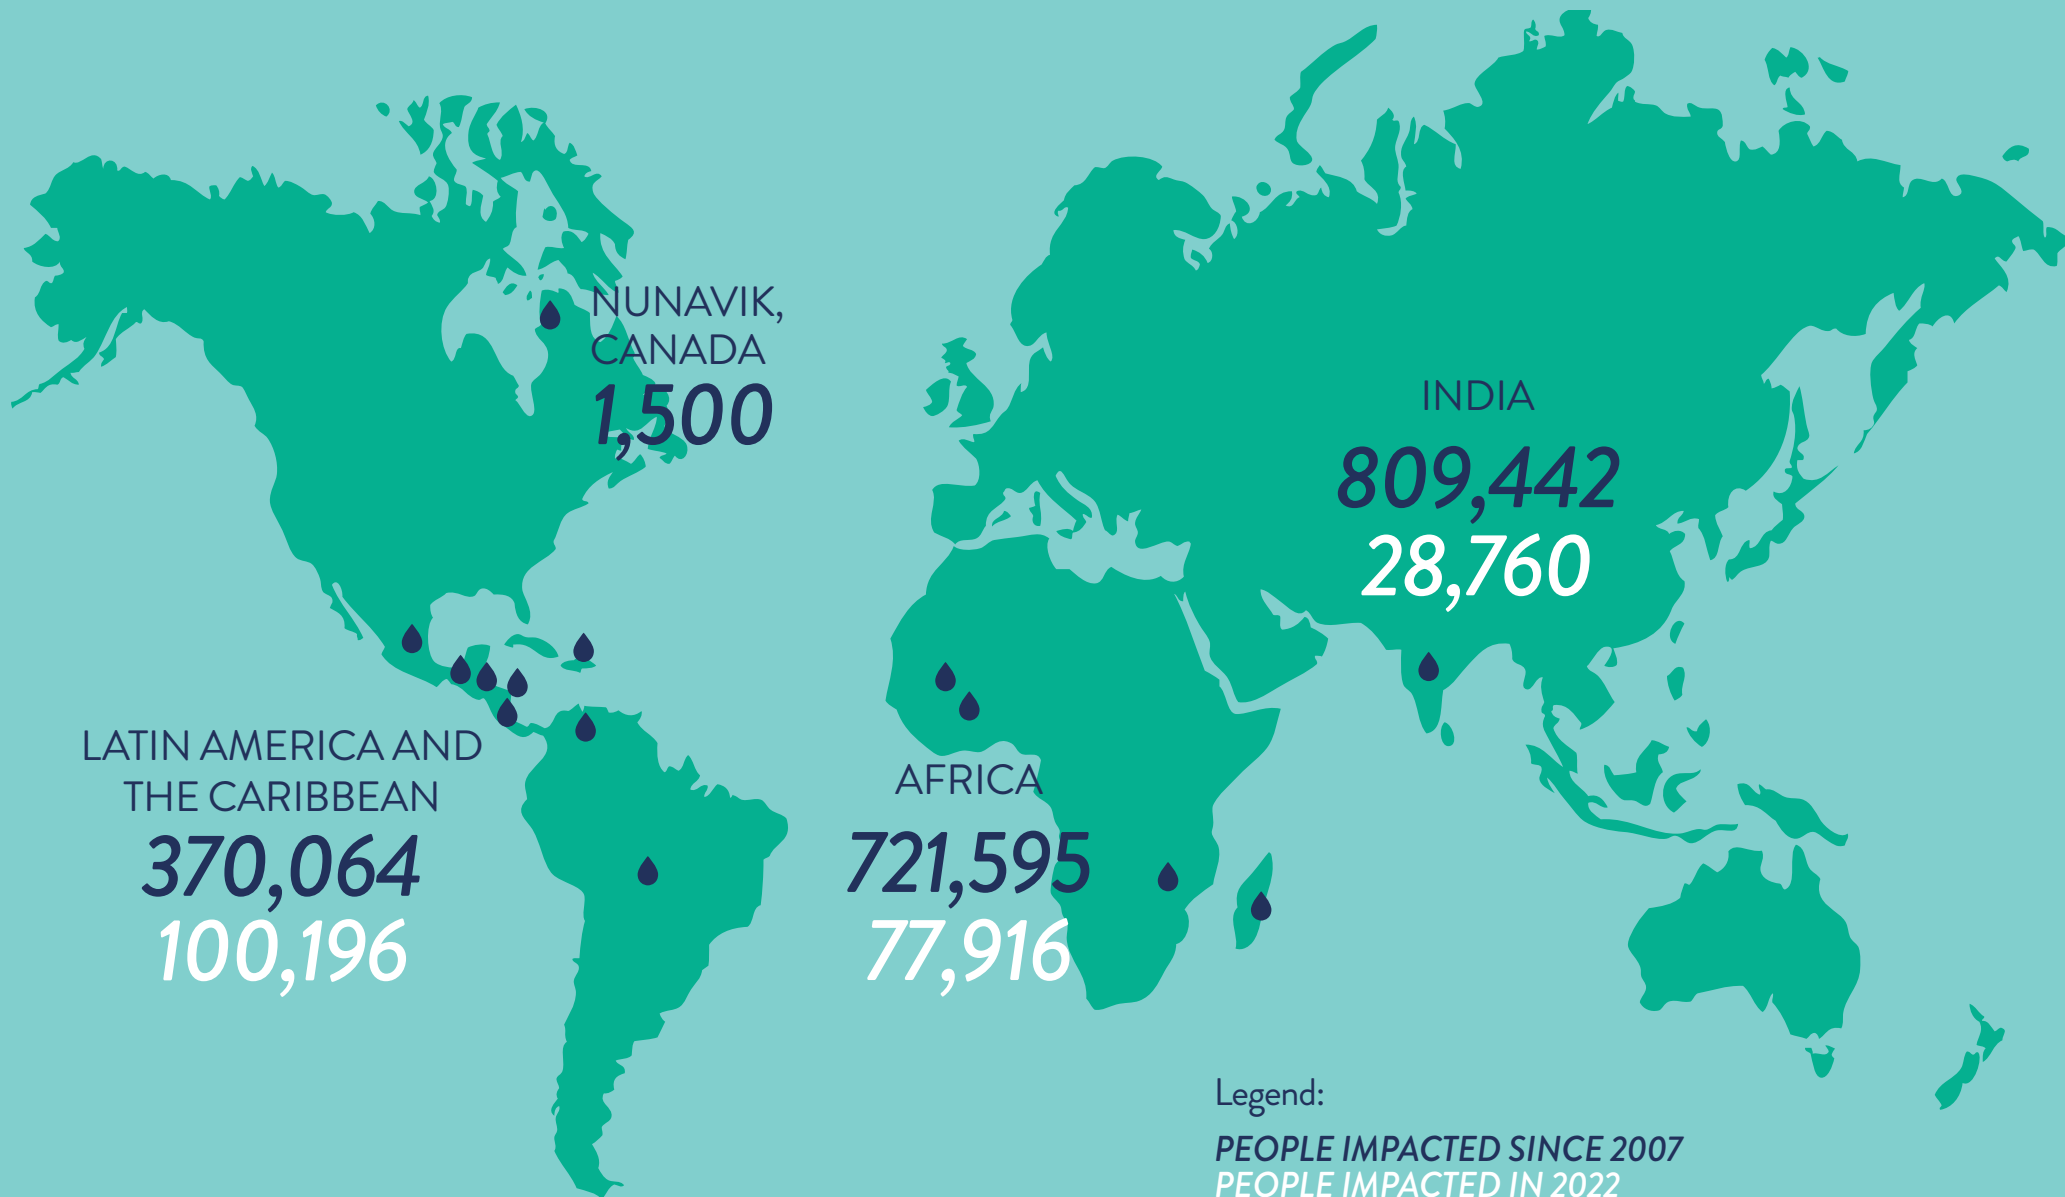 NUNAVIK,
CANADA
1,500
INDIA
809,442
28,760
LATIN AMERICA AND
THE CARIBBEAN
370,064
100,196
AFRICA
721,595
77,916
Legend:
PEOPLE IMPACTED SINCE 2007
PEOPLE IMPACTED IN 2022